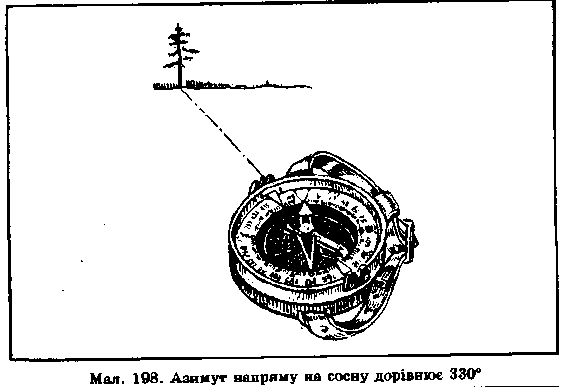 Мал. 198. Азимут напряму на сосну дорівнює 330°